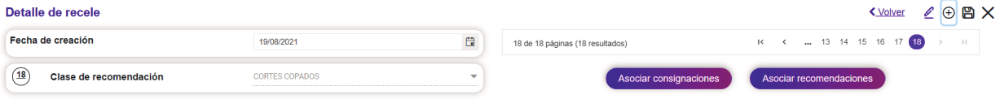 Detalle de recele
Volver
Fecha de creación
19/08/2021
18 de 18 páginas (18 resultados)
... 13 14 15 16 17 18
18
Clase de recomendación
CORTES COPADOS
Asociar consignaciones
Asociar recomendaciones